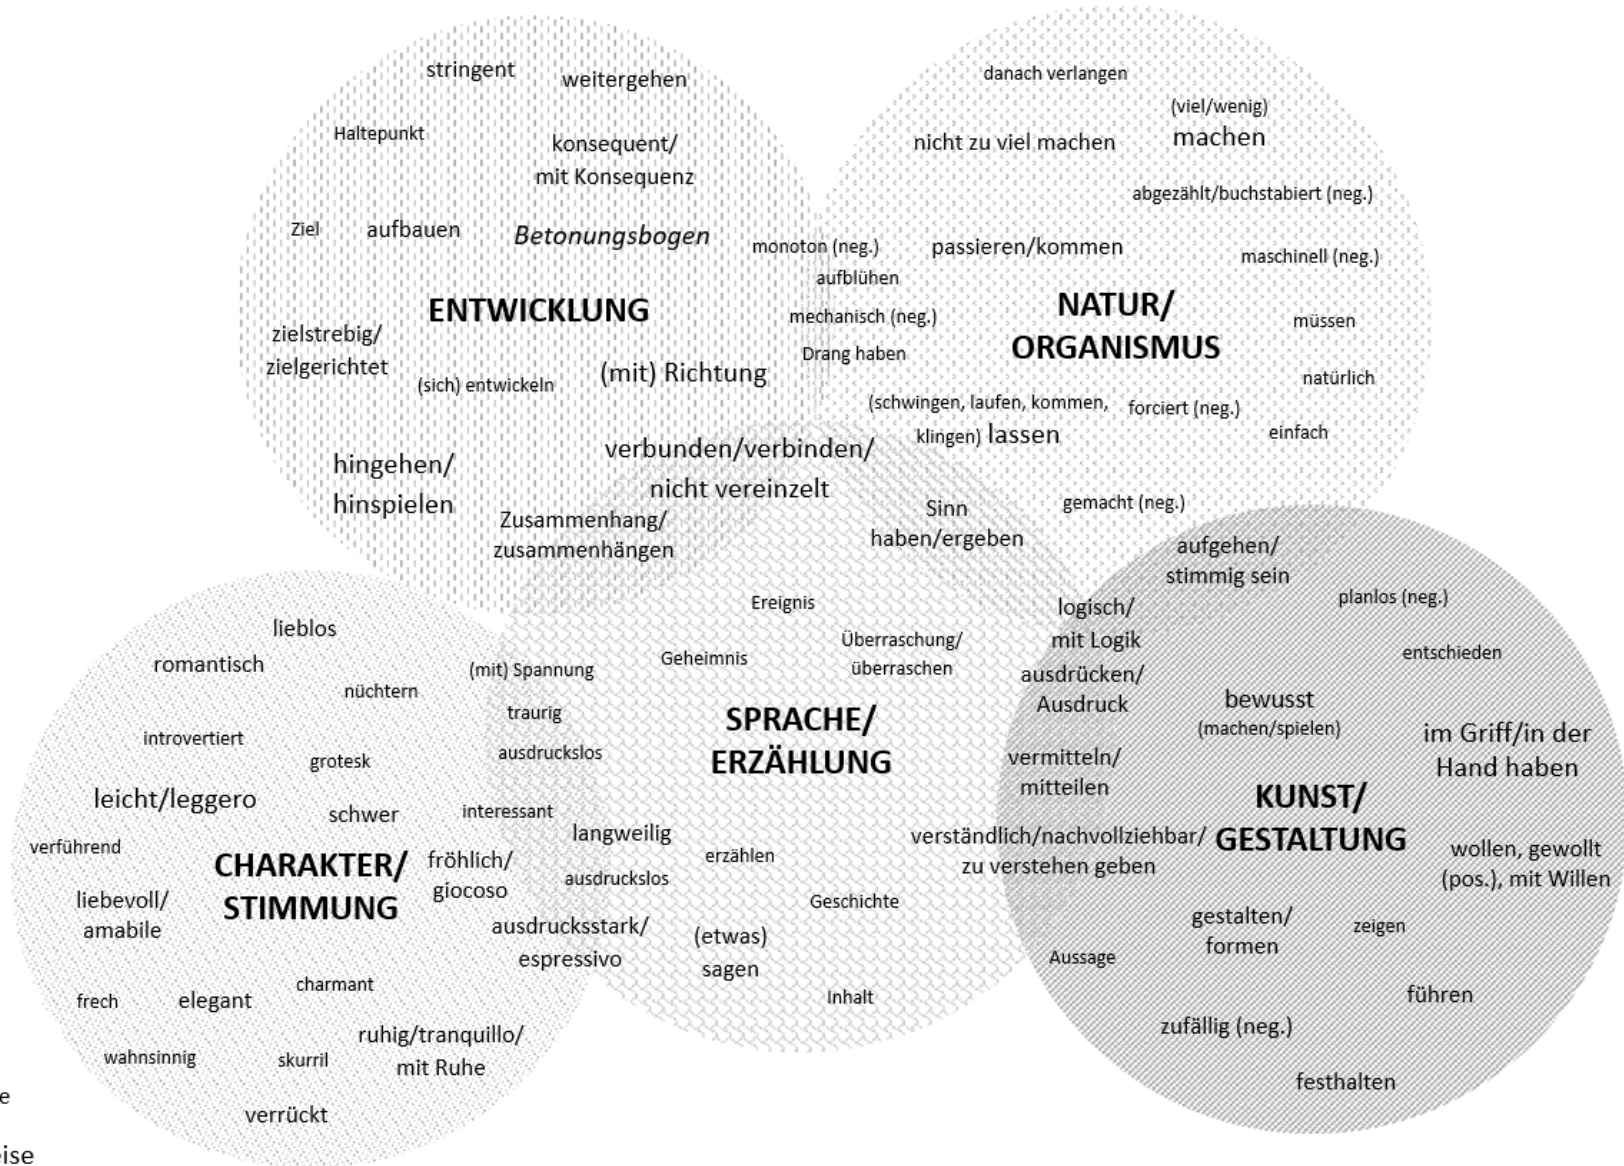 stringent
weitergehen
Haltepunkt
konsequent/
mit Konsequenz
Ziel
aufbauen
Betonungsbogen
ENTWICKLUNG
zielstrebig/
zielgerichtet
(sich) entwickeln
(mit) Richtung
hingehen/
hinspielen
verbunden/verbinden/
nicht vereinzelt
Zusammenhang/
zusammenhängen
danach verlangen
(viel/wenig)
machen
nicht zu viel machen
abgezählt/buchstabiert (neg.)
monoton (neg.)
passieren/kommen
maschinell (neg.)
aufblühen
mechanisch (neg.)
Drang haben
NATUR/
ORGANISMUS
müssen
natürlich
(schwingen, laufen, kommen,
klingen) lassen
forciert (neg.)
einfach
Sinn
haben/ergeben
gemacht (neg.)
aufgehen/
stimmig sein
lieblos
romantisch
nüchtern
introvertiert
grotesk
leicht/leggero
schwer
verführend
CHARAKTER/
STIMMUNG
fröhlich/
giocoso
liebevoll/
amabile
charmant
frech
elegant
ruhig/tranquillo/
mit Ruhe
wahnsinnig
skurril
verrückt
(mit) Spannung
traurig
ausdruckslos
interessant
langweilig
ausdruckslos
ausdrucksstark/
espressivo
Ereignis
Geheimnis
Überraschung/
überraschen
SPRACHE/
ERZÄHLUNG
erzählen
Geschichte
(etwas)
sagen
Inhalt
logisch/
mit Logik
ausdrücken/
Ausdruck
vermitteln/
mitteilen
verständlich/nachvollziehbar/
zu verstehen geben
Aussage
planlos (neg.)
entschieden
bewusst
(machen/spielen)
im Griff/in der
Hand haben
KUNST/
GESTALTUNG
wollen, gewollt
(pos.), mit Willen
gestalten/
formen
zeigen
führen
zufällig (neg.)
festhalten
e
ise